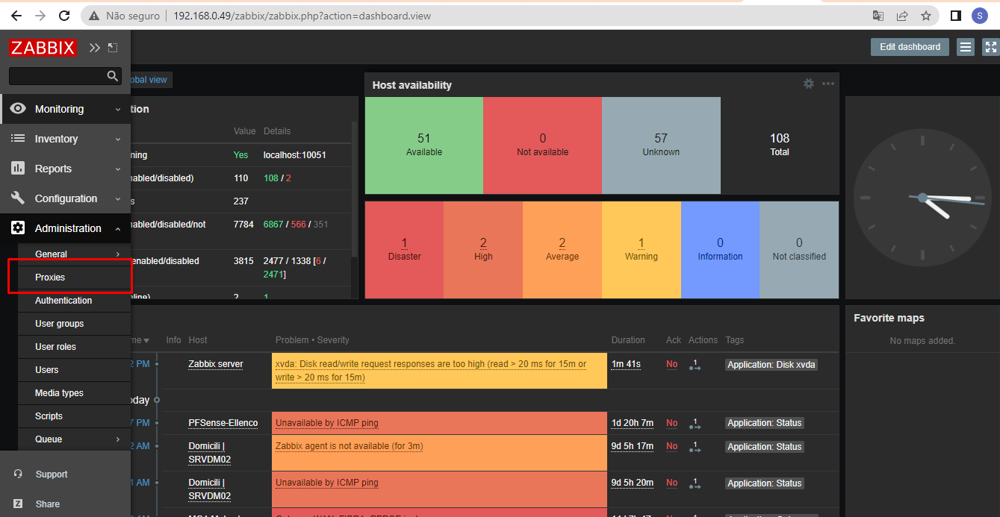 Não seguro 192.168.0.49/zabbix/zabbix.php?action=dashboard.view S
ZABBIX
Edit dashboard
obal view
Monitoring
Inventory
Reports
Configuration
Administration
General
Proxies
Authentication
User groups
User roles
Users
Media types
Scripts
Queue
Support
Z Share
tion
Value Details
ning Yes localhost:10051
nabled/disabled) 110 108 / 2
s 237
nabled/disabled/not 7784 6867 / 566 / 351
enabled/disabled 3815 2477 / 1338 [6 /
2471]
nline) 2 1
Host availability
51
Available
0
Not available
57
Unknown
108
Total
1
Disaster
2
High
2
Average
1
Warning
0
Information
0
Not classified
Favorite maps
No maps added.
me Info Host Problem • Severity Duration Ack Actions Tags
2 PM Zabbix server xvda: Disk read/write request responses are too high (read > 20 ms for 15m or
write > 20 ms for 15m) 1m 41s No 1 Application: Disk xvda
oday
7 PM PFSense-Ellenco Unavailable by ICMP ping 1d 20h 7m No 1 Application: Status
2 AM Domicili |
SRVDM02 Zabbix agent is not available (for 3m) 9d 5h 17m No 1 Application: Status
1 AM Domicili |
SRVDM02 Unavailable by ICMP ping 9d 5h 20m No 1 Application: Status